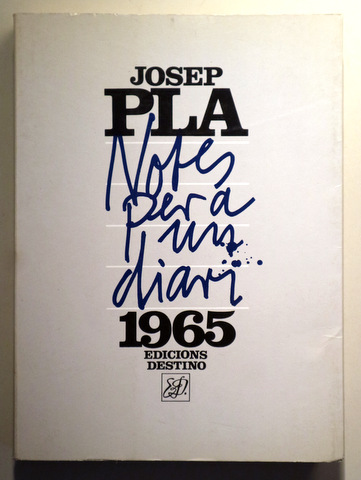 JOSEP
PLA
Notes
per a
un
diari
1965
EDICIONS
DESTINO